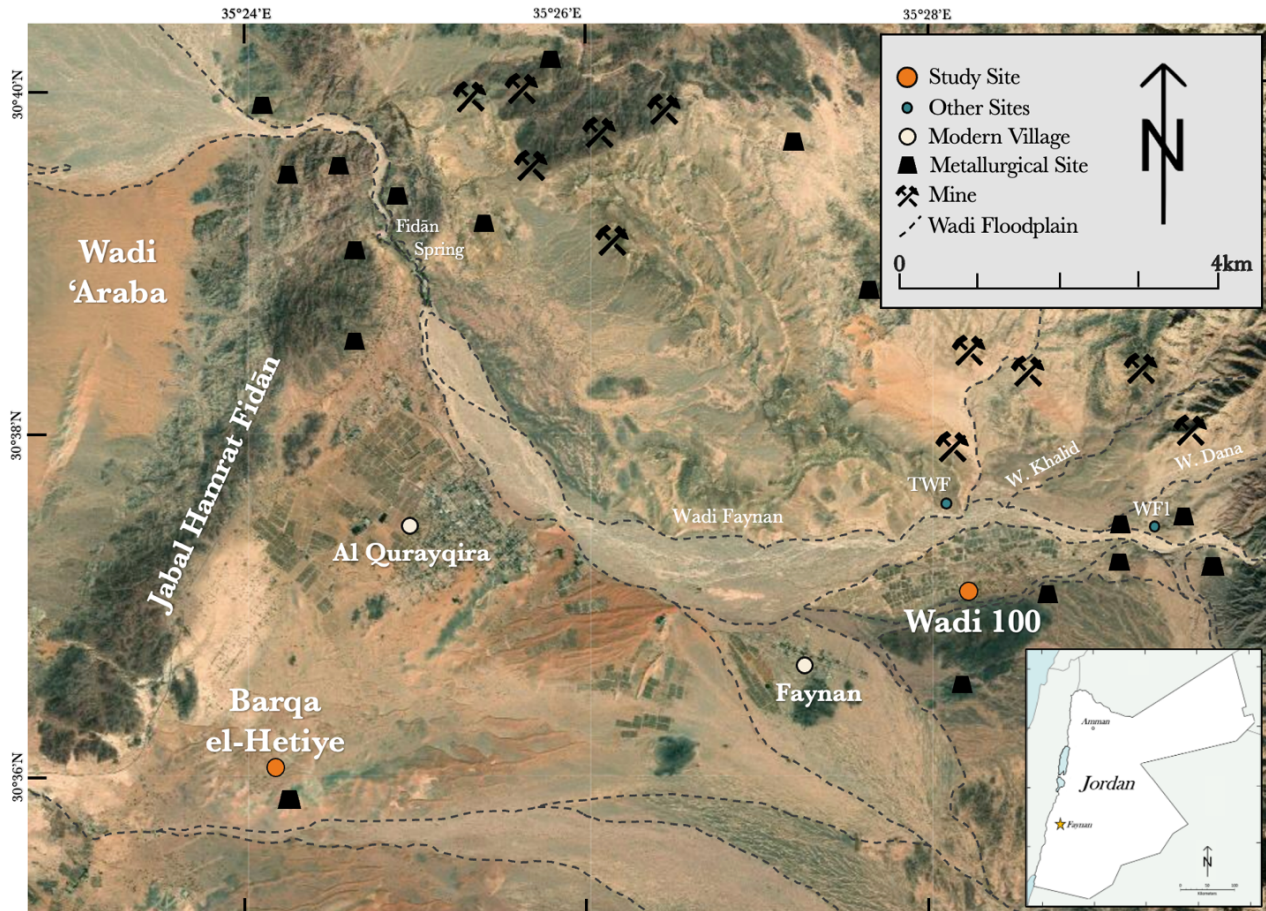 35°24′E
35°26′E
35°28′E
30°40′N
30°38′N
30°36′N
Study Site
Other Sites
Modern Village
Metallurgical Site
Mine
Wadi Floodplain
N
0
4km
Wadi
‘Araba
Fidān
Spring
Jabal Hamrat Fidān
Al Qurayqira
Wadi Faynan
TWF
W. Khalid
W. Dana
WF1
Wadi 100
Faynan
Barqa
el-Hetiye
Amman
Jordan
Faynan
N